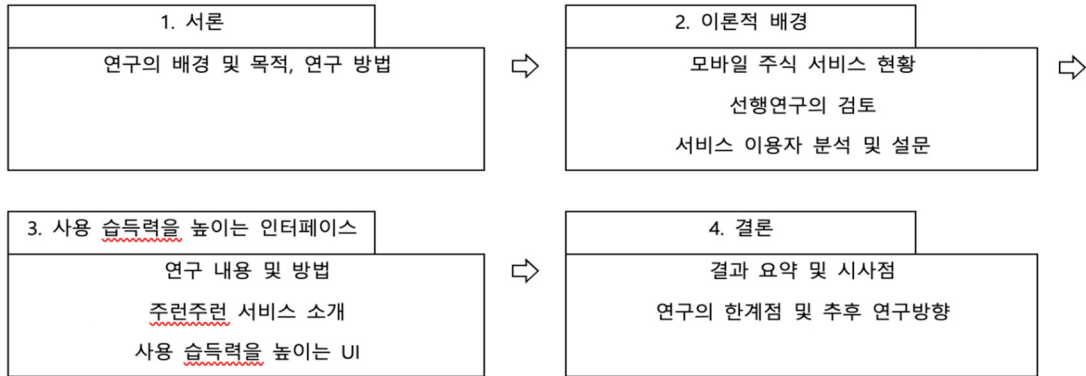 1. 서론
연구의 배경 및 목적, 연구 방법
2. 이론적 배경
모바일 주식 서비스 현황
선행연구의 검토
서비스 이용자 분석 및 설문
3. 사용 습득력을 높이는 인터페이스
연구 내용 및 방법
주런주런 서비스 소개
사용 습득력을 높이는 UI
4. 결론
결과 요약 및 시사점
연구의 한계점 및 추후 연구방향